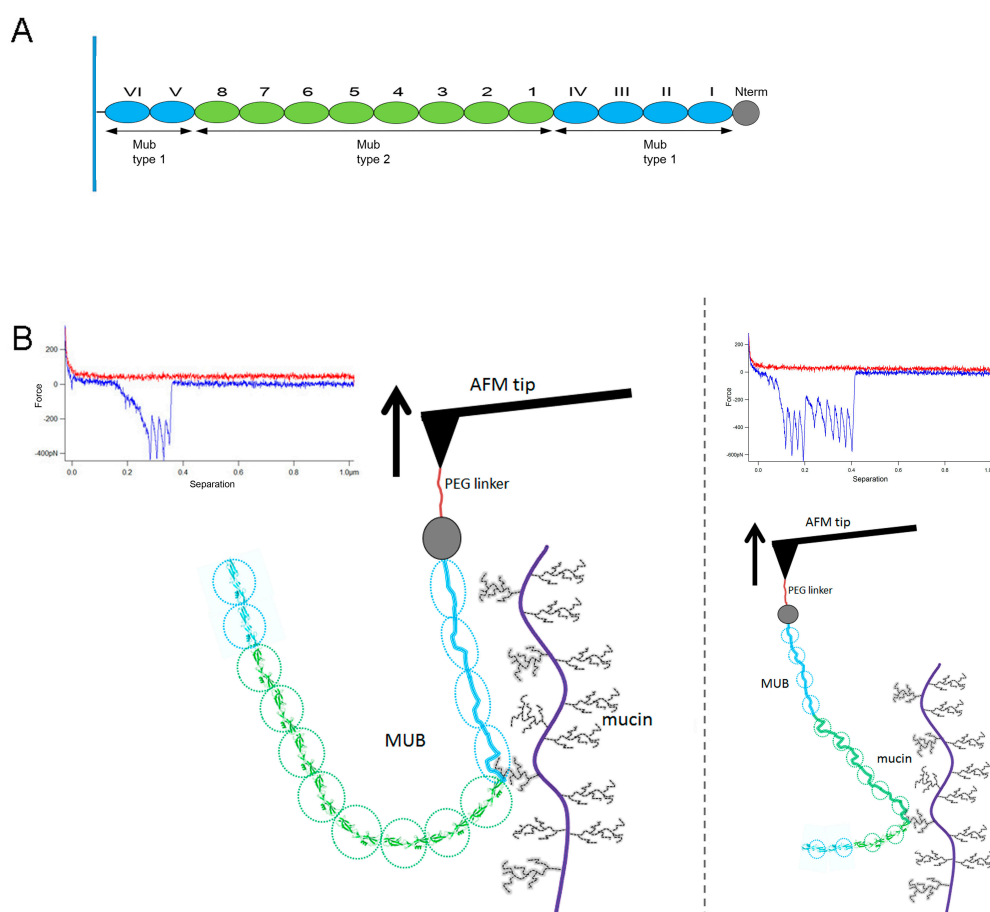 A
VI V 8 7 6 5 4 3 2 1 IV III II I Nterm
Mub
type 1
Mub
type 2
Mub
type 1
B
200
0
-200
-400pN
Force
0.0 0.2 0.4 0.6 0.8 1.0µm
Separation
AFM tip
PEG linker
MUB
mucin
200
0
-200
-400
-600pN
Force
0.0 0.2 0.4 0.6 0.8 1.0
Separation
AFM tip
PEG linker
MUB
mucin